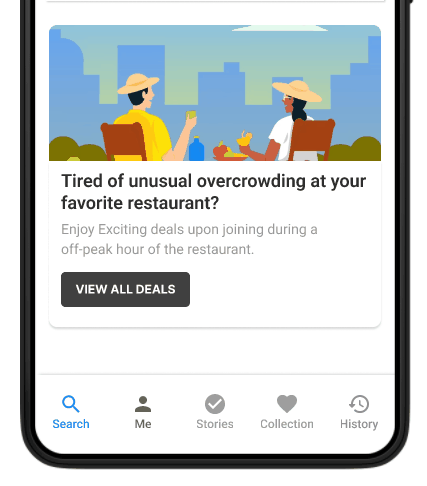 Tired of unusual overcrowding at your
favorite restaurant?
Enjoy Exciting deals upon joining during a
off-peak hour of the restaurant.
VIEW ALL DEALS
Search Me Stories Collection History